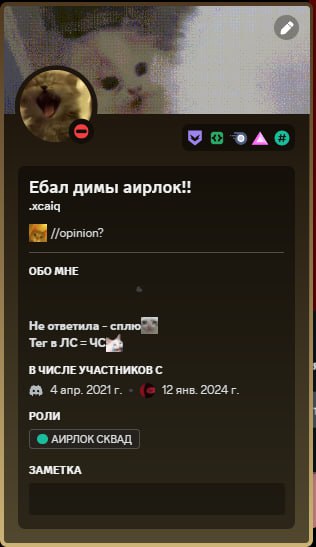 Ебал димы аирлок!!
.xcaiq
//opinion?
ОБО МНЕ
Не ответила - сплю
Тег в ЛС = ЧС
В ЧИСЛЕ УЧАСТНИКОВ С
4 апр. 2021 г. • 12 янв. 2024 г.
РОЛИ
АИРЛОК СКВАД
ЗАМЕТКА